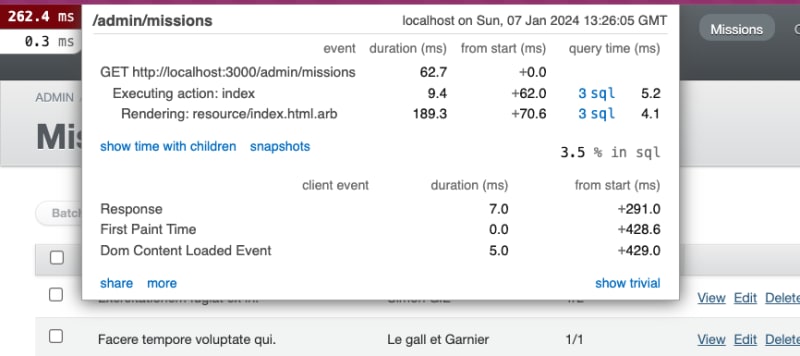 262.4 ms
0.3 ms
/admin/missions
localhost on Sun, 07 Jan 2024 13:26:05 GMT
Missions
event duration (ms) from start (ms) query time (ms)
GET http://localhost:3000/admin/missions 62.7 +0.0
Executing action: index 9.4 +62.0 3 sql 5.2
Rendering: resource/index.html.arb 189.3 +70.6 3 sql 4.1
ADMIN
Mis
show time with children snapshots
3.5 % in sql
client event duration (ms) from start (ms)
Response 7.0 +291.0
First Paint Time 0.0 +428.6
Dom Content Loaded Event 5.0 +429.0
Batc
share more show trivial
View Edit Delete
Facere tempore voluptate qui. Le gall et Garnier 1/1 View Edit Delete